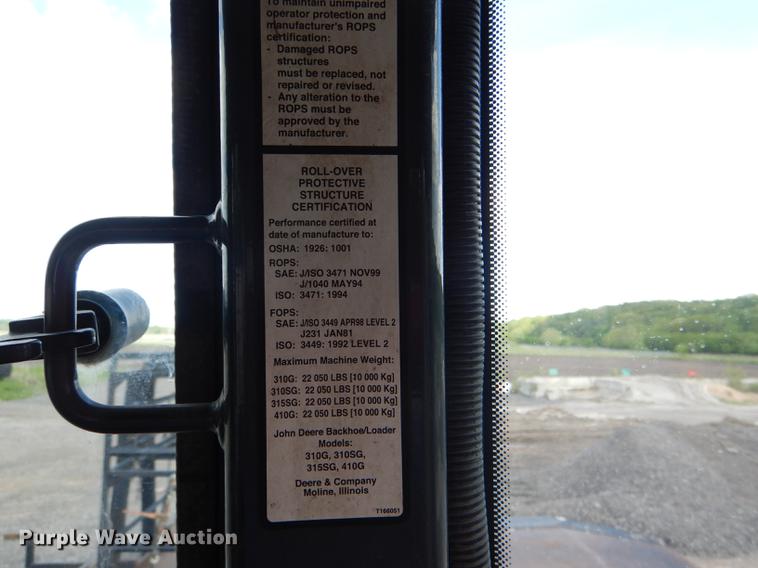 To maintain unimpaired
operator protection and
manufacturer's ROPS
certification:
- Damaged ROPS
structures
must be replaced, not
repaired or revised.
- Any alteration to the
ROPS must be
approved by the
manufacturer.
ROLL-OVER
PROTECTIVE
STRUCTURE
CERTIFICATION
Performance certified at
date of manufacture to:
OSHA: 1926: 1001
ROPS:
SAE: J/ISO 3471 NOV99
J/1040 MAY94
ISO: 3471: 1994
FOPS:
SAE: J/ISO 3449 APR98 LEVEL 2
J231 JAN81
ISO: 3449: 1992 LEVEL 2
Maximum Machine Weight:
310G: 22 050 LBS [10 000 Kg]
310SG: 22 050 LBS [10 000 Kg]
315SG: 22 050 LBS [10 000 Kg]
410G: 22 050 LBS [10 000 Kg]
John Deere Backhoe/Loader
Models:
310G, 310SG,
315SG, 410G
Deere & Company
Moline, Illinois
T166051
Purple Wave Auction